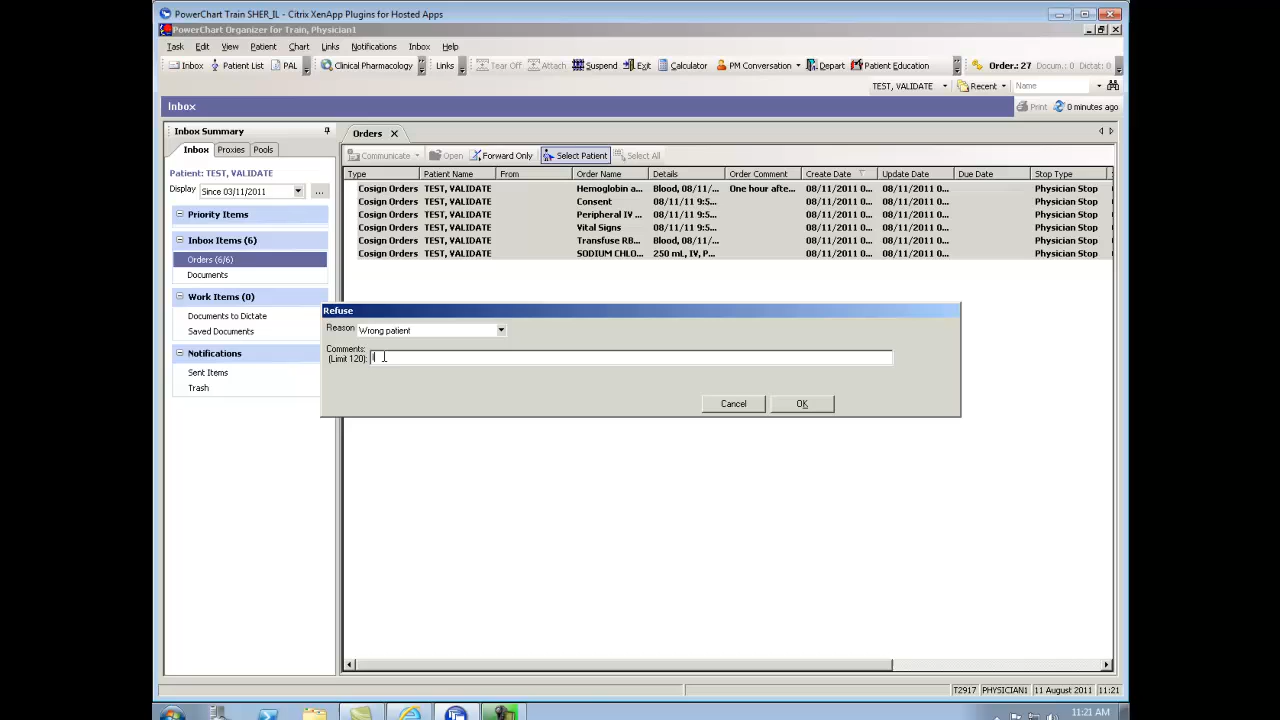 PowerChart Train SHER_IL - Citrix XenApp Plugins for Hosted Apps
PowerChart Organizer for Train, Physician1
Task Edit View Patient Chart Links Notifications Inbox Help
Inbox Patient List PAL Clinical Pharmacology Links Tear Off Attach Suspend Exit Calculator PM Conversation Depart Patient Education Order.: 27 Docum.: 0 Dictat: 0
TEST, VALIDATE Recent Name
Inbox Print 0 minutes ago
Inbox Summary
Orders
Inbox Proxies Pools
Communicate Open Forward Only Select Patient Select All
Patient: TEST, VALIDATE
Display Since 03/11/2011 ...
Priority Items
Inbox Items (6)
Orders (6/6)
Documents
Work Items (0)
Documents to Dictate
Saved Documents
Notifications
Sent Items
Trash
Type Patient Name From Order Name Details Order Comment Create Date Update Date Due Date Stop Type
Cosign Orders TEST, VALIDATE Hemoglobin a... Blood, 08/11/... One hour afte... 08/11/2011 0... 08/11/2011 0... Physician Stop
Cosign Orders TEST, VALIDATE Consent 08/11/11 9:5... 08/11/2011 0... 08/11/2011 0... Physician Stop
Cosign Orders TEST, VALIDATE Peripheral IV ... 08/11/11 9:5... 08/11/2011 0... 08/11/2011 0... Physician Stop
Cosign Orders TEST, VALIDATE Vital Signs 08/11/11 9:5... 08/11/2011 0... 08/11/2011 0... Physician Stop
Cosign Orders TEST, VALIDATE Transfuse RB... Blood, 08/11/... 08/11/2011 0... 08/11/2011 0... Physician Stop
Cosign Orders TEST, VALIDATE SODIUM CHLO... 250 mL, IV, P... 08/11/2011 0... 08/11/2011 0... Physician Stop
Refuse
Reason Wrong patient
Comments:
(Limit 120):
Cancel OK
T2917 PHYSICIAN1 11 August 2011 11:21
11:21 AM